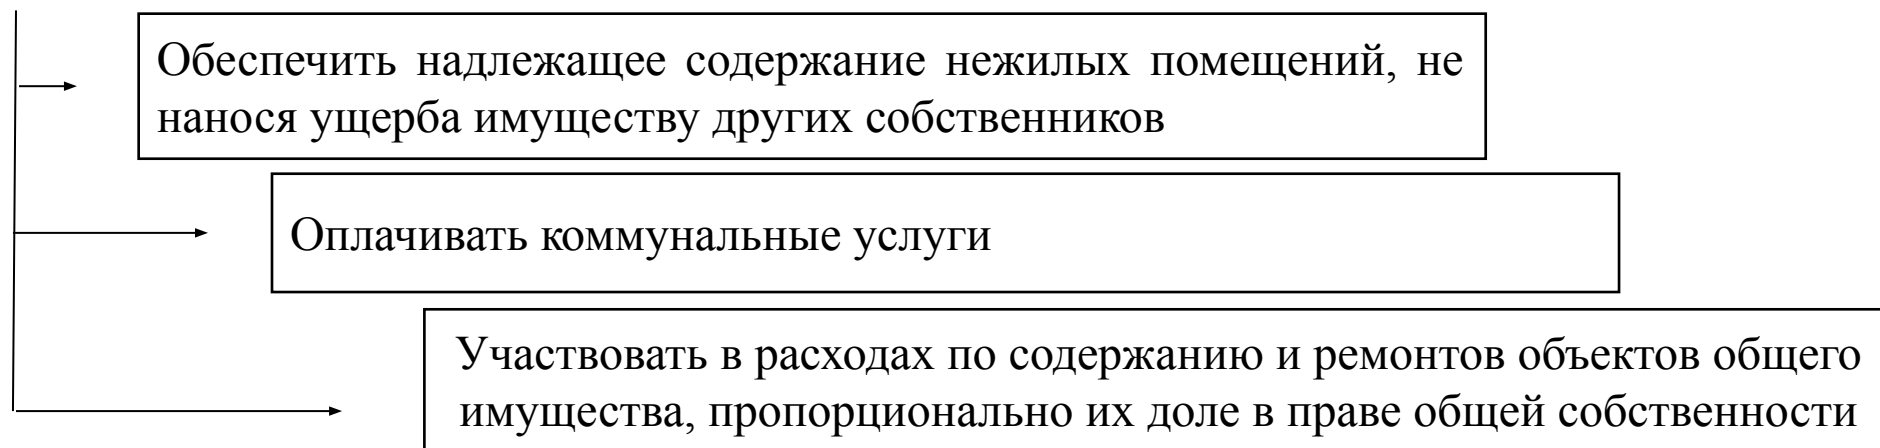 Обеспечить надлежащее содержание нежилых помещений, не
нанося ущерба имуществу других собственников
Оплачивать коммунальные услуги
Участвовать в расходах по содержанию и ремонтов объектов общего
имущества, пропорционально их доле в праве общей собственности